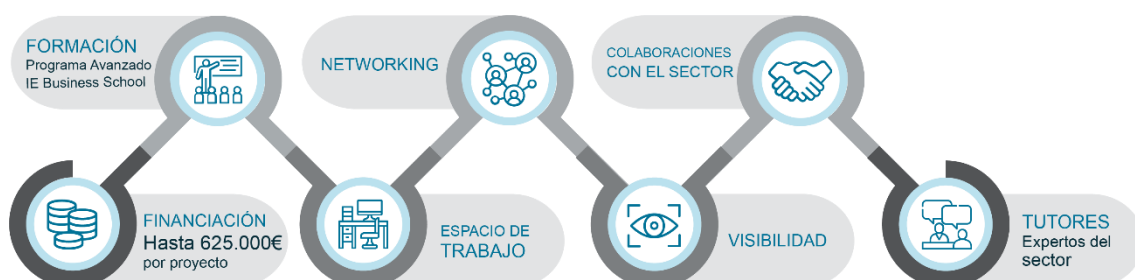 FORMACIÓN
Programa Avanzado
IE Business School
NETWORKING
COLABORACIONES
CON EL SECTOR
FINANCIACIÓN
Hasta 625.000€
por proyecto
ESPACIO DE
TRABAJO
VISIBILIDAD
TUTORES
Expertos del
sector